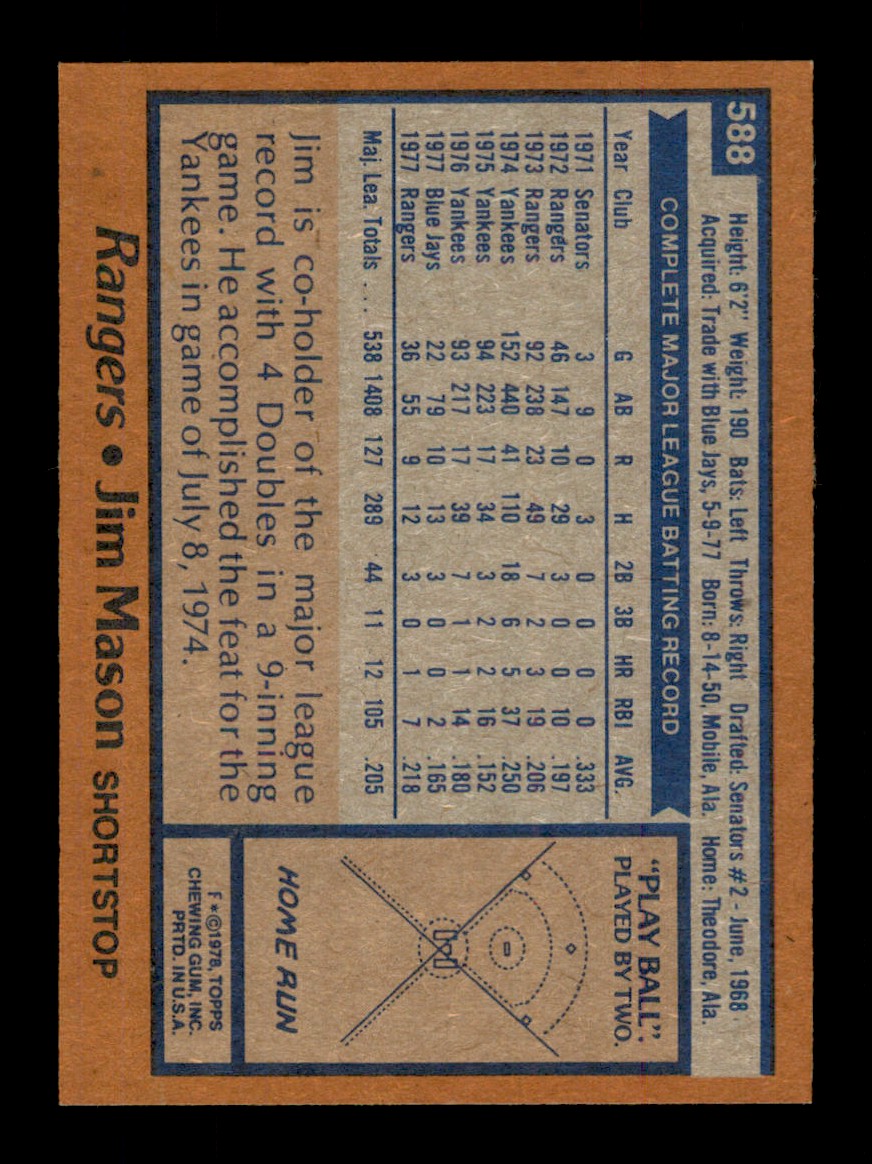 588
Height: 6'2" Weight: 190 Bats: Left Throws: Right Drafted: Senators #2 - June, 1968
Acquired: Trade with Blue Jays, 5-9-77 Born: 8-14-50, Mobile, Ala. Home: Theodore, Ala.
COMPLETE MAJOR LEAGUE BATTING RECORD
Year Club G AB R H 2B 3B HR RBI AVG.
1971 Senators 3 9 0 3 0 0 0 0 .333
1972 Rangers 46 147 10 29 3 0 0 10 .197
1973 Rangers 92 238 23 49 7 2 3 19 .206
1974 Yankees 152 440 41 110 18 6 5 37 .250
1975 Yankees 94 223 17 34 3 2 2 16 .152
1976 Yankees 93 217 17 39 7 1 1 14 .180
1977 Blue Jays 22 79 10 13 3 0 0 2 .165
1977 Rangers 36 55 9 12 3 0 1 7 .218
Maj. Lea. Totals ... 538 1408 127 289 44 11 12 105 .205
Jim is co-holder of the major league
record with 4 Doubles in a 9-inning
game. He accomplished the feat for the
Yankees in game of July 8, 1974.
"PLAY BALL":
PLAYED BY TWO.
HOME RUN
F*©1978, TOPPS
CHEWING GUM, INC.
PRTD. IN U.S.A.
Rangers • Jim Mason SHORTSTOP